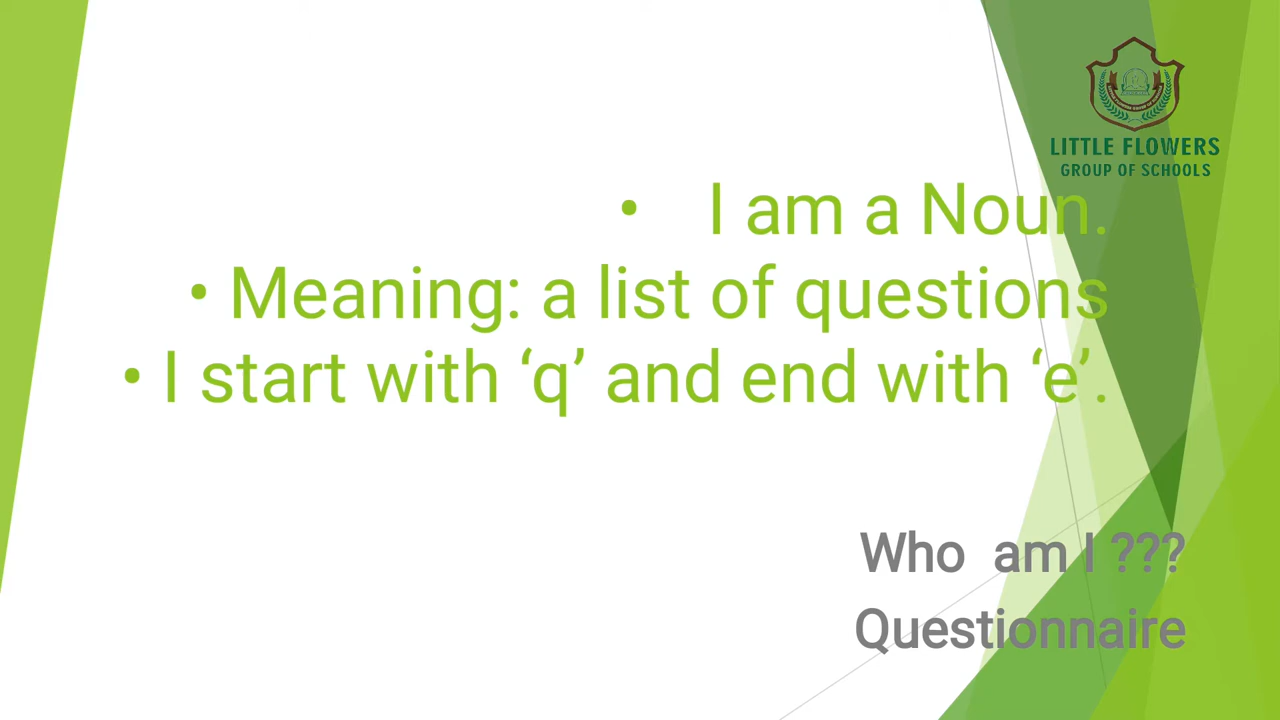 LITTLE FLOWERS
GROUP OF SCHOOLS
• I am a Noun.
• Meaning: a list of questions
• I start with ‘q’ and end with ‘e’.
Who am I ???
Questionnaire